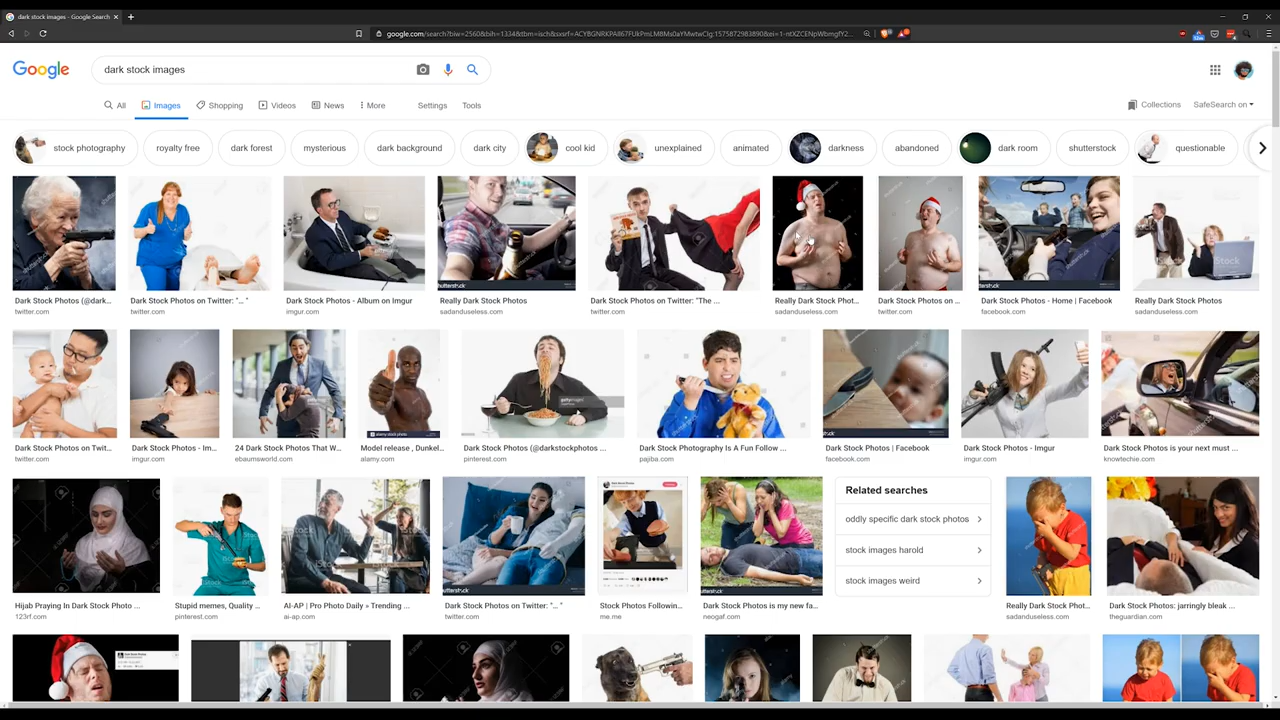 dark stock images - Google Search
google.com/search?biw=2560&bih=1334&tbm=isch&sxsrf=
Google
dark stock images
All
Images
Shopping
Videos
News
More
Settings
Tools
Collections
SafeSearch on
stock photography
royalty free
dark forest
mysterious
dark background
dark city
cool kid
unexplained
animated
darkness
abandoned
dark room
shutterstock
questionable
Dark Stock Photos (@dark...
twitter.com
Dark Stock Photos on Twitter: "... "
twitter.com
Dark Stock Photos - Album on Imgur
imgur.com
Really Dark Stock Photos
sadanduseless.com
Dark Stock Photos on Twitter: "The ...
twitter.com
Really Dark Stock Phot...
sadanduseless.com
Dark Stock Photos on ...
twitter.com
Dark Stock Photos - Home | Facebook
facebook.com
Really Dark Stock Photos
sadanduseless.com
Dark Stock Photos on Twit...
twitter.com
Dark Stock Photos - Im...
imgur.com
24 Dark Stock Photos That W...
ebaumsworld.com
Model release , Dunkel...
alamy.com
Dark Stock Photos (@darkstockphotos ...
pinterest.com
Dark Stock Photography Is A Fun Follow ...
pajiba.com
Dark Stock Photos | Facebook
facebook.com
Dark Stock Photos - Imgur
imgur.com
Dark Stock Photos is your next must ...
knowtechie.com
Hijab Praying In Dark Stock Photo ...
123rf.com
Stupid memes, Quality ...
pinterest.com
AI-AP | Pro Photo Daily » Trending ...
ai-ap.com
Dark Stock Photos on Twitter: "... "
twitter.com
Stock Photos Followin...
me.me
Dark Stock Photos is my new fa...
neogaf.com
Related searches
oddly specific dark stock photos
stock images harold
stock images weird
Really Dark Stock Phot...
sadanduseless.com
Dark Stock Photos: jarringly bleak ...
theguardian.com